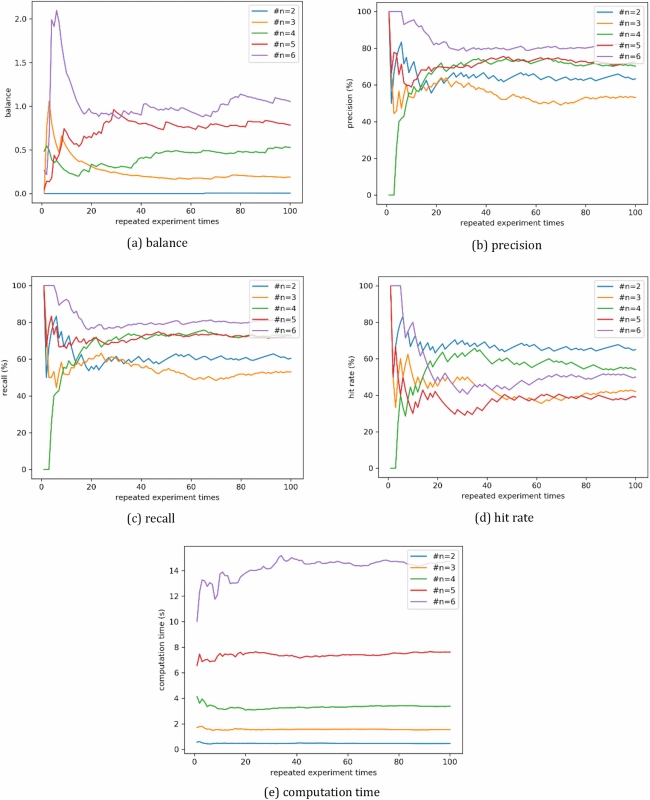 #n=2
#n=3
#n=4
#n=5
#n=6
balance
2.0
1.5
1.0
0.5
0.0
0 20 40 60 80 100
repeated experiment times
(a) balance
#n=2
#n=3
#n=4
#n=5
#n=6
precision (%)
100
80
60
40
20
0
0 20 40 60 80 100
repeated experiment times
(b) precision
#n=2
#n=3
#n=4
#n=5
#n=6
recall (%)
100
80
60
40
20
0
0 20 40 60 80 100
repeated experiment times
(c) recall
#n=2
#n=3
#n=4
#n=5
#n=6
hit rate (%)
100
80
60
40
20
0
0 20 40 60 80 100
repeated experiment times
(d) hit rate
#n=2
#n=3
#n=4
#n=5
#n=6
computation time (s)
14
12
10
8
6
4
2
0
0 20 40 60 80 100
repeated experiment times
(e) computation time